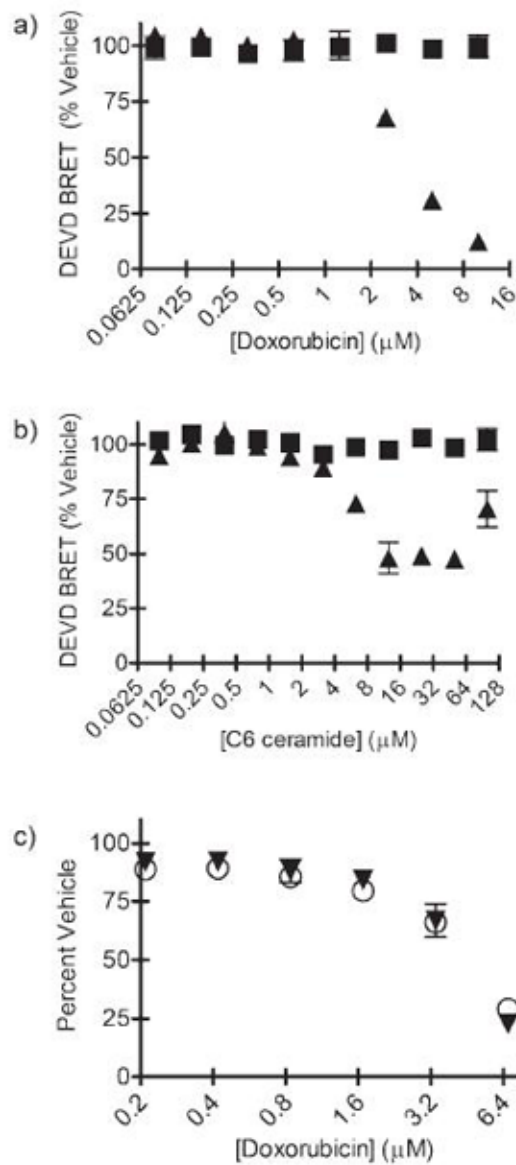 a)
DEVD BRET (% Vehicle)
100
75
50
25
0
0.0625 0.125 0.25 0.5 1 2 4 8 16
[Doxorubicin] (μM)
b)
DEVD BRET (% Vehicle)
100
75
50
25
0
0.0625 0.125 0.25 0.5 1 2 4 8 16 32 64 128
[C6 ceramide] (μM)
c)
Percent Vehicle
100
75
50
25
0
0.2 0.4 0.8 1.6 3.2 6.4
[Doxorubicin] (μM)